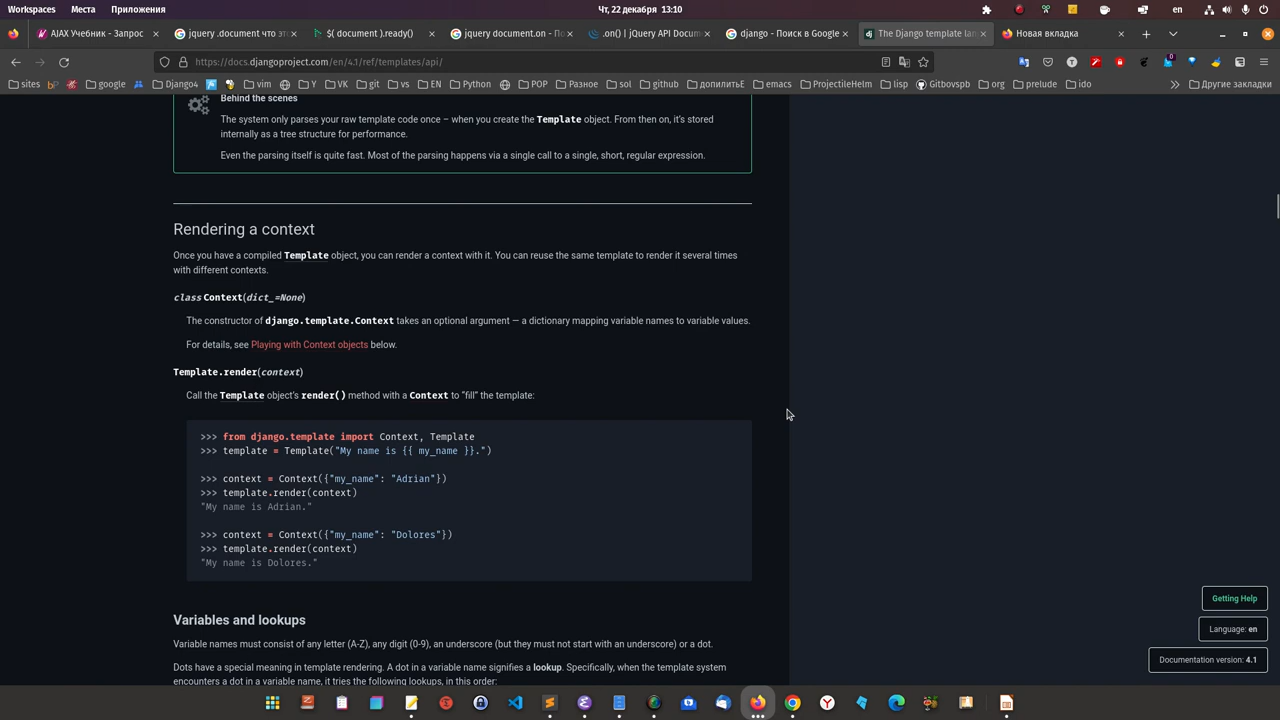 Workspaces Места Приложения Чт, 22 декабря 13:10 en
AJAX Учебник - Запрос
jquery .document что это
$( document ).ready()
jquery document.on - Пс
.on() | jQuery API Docum
django - Поиск в Google
The Django template lan
Новая вкладка
https://docs.djangoproject.com/en/4.1/ref/templates/api/
sites google Django4 vim Y VK git vs EN Python POP Разное sol github допилитьЕ emacs ProjectileHelm lisp Gitbovspb org prelude ido Другие закладки
Behind the scenes
The system only parses your raw template code once – when you create the Template object. From then on, it's stored
internally as a tree structure for performance.
Even the parsing itself is quite fast. Most of the parsing happens via a single call to a single, short, regular expression.
Rendering a context
Once you have a compiled Template object, you can render a context with it. You can reuse the same template to render it several times
with different contexts.
class Context(dict_=None)
The constructor of django.template.Context takes an optional argument — a dictionary mapping variable names to variable values.
For details, see Playing with Context objects below.
Template.render(context)
Call the Template object's render() method with a Context to "fill" the template:
>>> from django.template import Context, Template
>>> template = Template("My name is {{ my_name }}.")
>>> context = Context({"my_name": "Adrian"})
>>> template.render(context)
"My name is Adrian."
>>> context = Context({"my_name": "Dolores"})
>>> template.render(context)
"My name is Dolores."
Variables and lookups
Variable names must consist of any letter (A-Z), any digit (0-9), an underscore (but they must not start with an underscore) or a dot.
Dots have a special meaning in template rendering. A dot in a variable name signifies a lookup. Specifically, when the template system
encounters a dot in a variable name, it tries the following lookups, in this order:
Getting Help
Language: en
Documentation version: 4.1